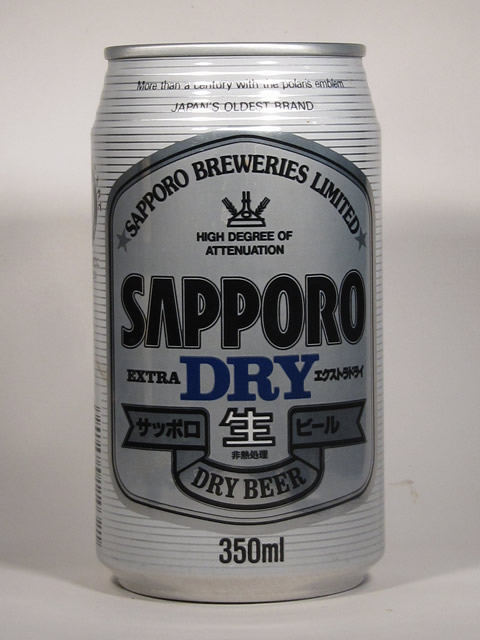 More than a century with the polaris emblem
JAPAN'S OLDEST BRAND
SAPPORO BREWERIES LIMITED
HIGH DEGREE OF
ATTENUATION
SAPPORO
EXTRA DRY エクストラドライ
サッポロ 生 ビール
非熱処理
DRY BEER
350ml